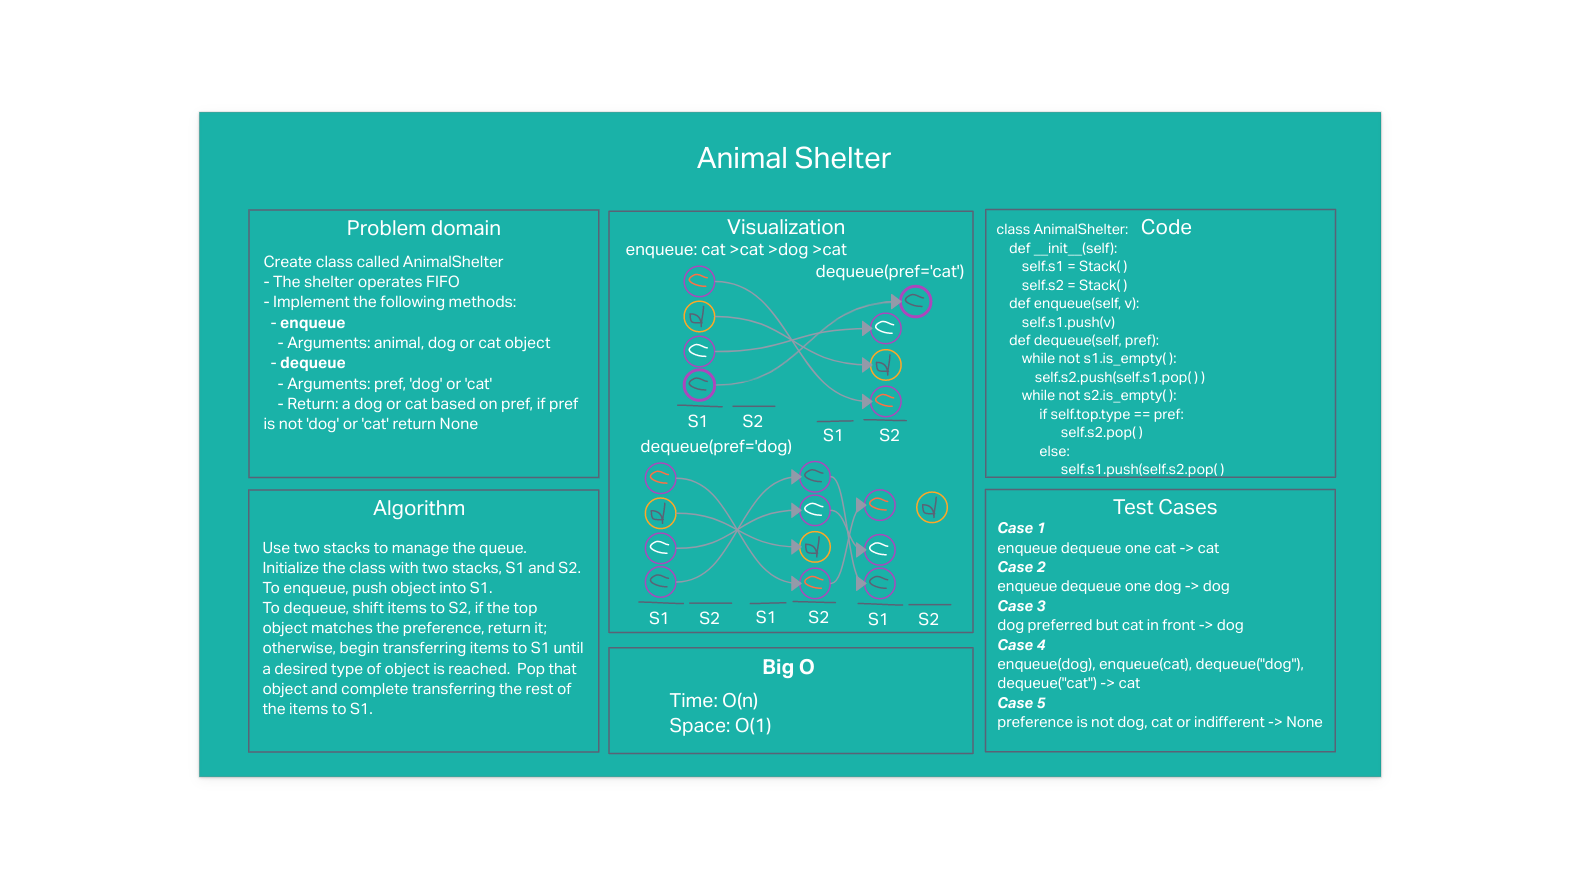 Animal Shelter
Problem domain
Create class called AnimalShelter
- The shelter operates FIFO
- Implement the following methods:
- enqueue
- Arguments: animal, dog or cat object
- dequeue
- Arguments: pref, 'dog' or 'cat'
- Return: a dog or cat based on pref, if pref
is not 'dog' or 'cat' return None
Algorithm
Use two stacks to manage the queue.
Initialize the class with two stacks, S1 and S2.
To enqueue, push object into S1.
To dequeue, shift items to S2, if the top
object matches the preference, return it;
otherwise, begin transferring items to S1 until
a desired type of object is reached.  Pop that
object and complete transferring the rest of
the items to S1.
Visualization
enqueue: cat >cat >dog >cat
dequeue(pref='cat')
c
c
d
c
c
d
c
c
c
S1 S2
S1 S2
dequeue(pref='dog)
c c
d c c d
c d c
c c c
S1 S2 S1 S2 S1 S2
Big O
Time: O(n)
Space: O(1)
Code
class AnimalShelter:
def __init__(self):
self.s1 = Stack( )
self.s2 = Stack( )
def enqueue(self, v):
self.s1.push(v)
def dequeue(self, pref):
while not s1.is_empty( ):
self.s2.push(self.s1.pop( ) )
while not s2.is_empty( ):
if self.top.type == pref:
self.s2.pop( )
else:
self.s1.push(self.s2.pop( )
Test Cases
Case 1
enqueue dequeue one cat -> cat
Case 2
enqueue dequeue one dog -> dog
Case 3
dog preferred but cat in front -> dog
Case 4
enqueue(dog), enqueue(cat), dequeue("dog"),
dequeue("cat") -> cat
Case 5
preference is not dog, cat or indifferent -> None